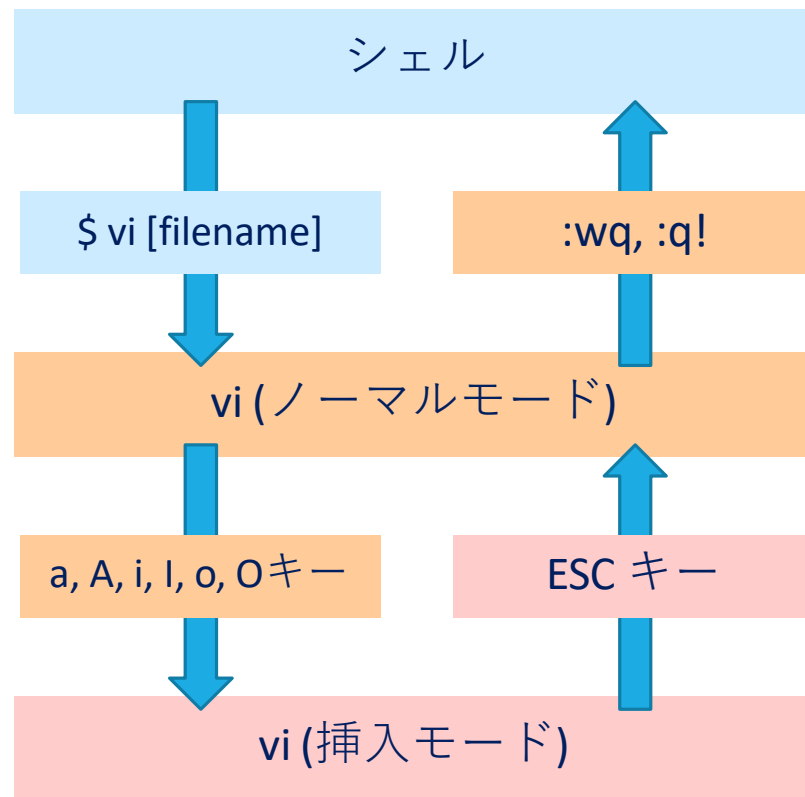 シェル
$ vi [filename]
:wq, :q!
vi (ノーマルモード)
a, A, i, I, o, Oキー
ESC キー
vi (挿入モード)